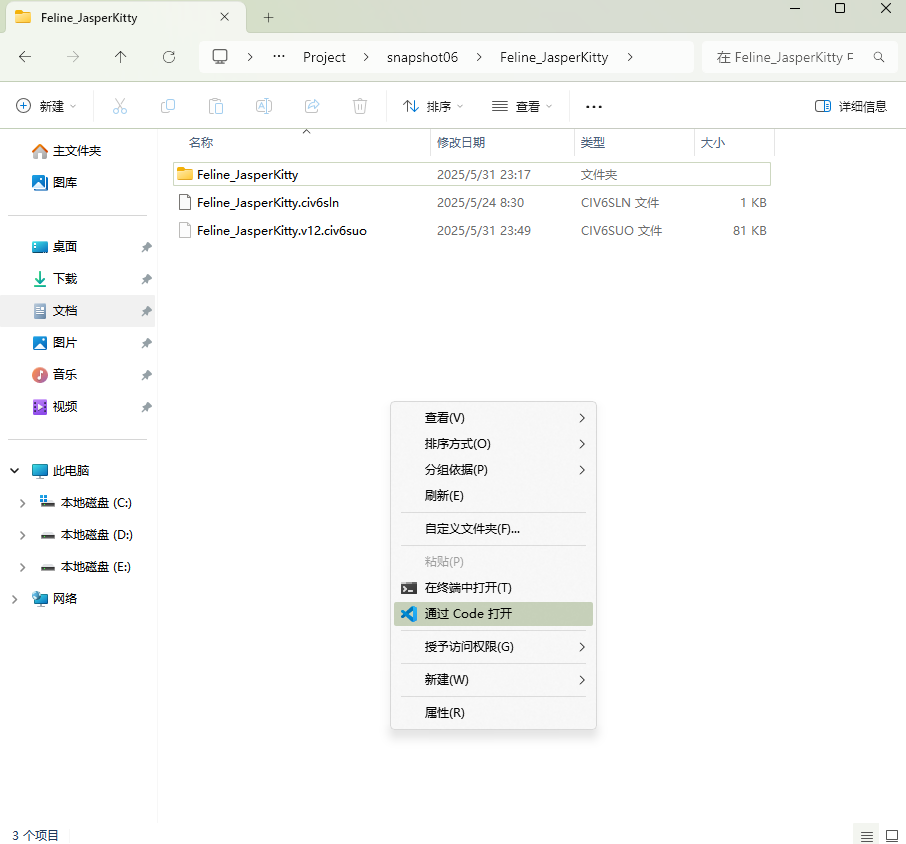 Feline_JasperKitty
Project
snapshot06
Feline_JasperKitty
在 Feline_JasperKitty 中
新建
排序
查看
详细信息
名称
修改日期
类型
大小
主文件夹
图库
桌面
下载
文档
图片
音乐
视频
此电脑
本地磁盘 (C:)
本地磁盘 (D:)
本地磁盘 (E:)
网络
Feline_JasperKitty 2025/5/31 23:17 文件夹
Feline_JasperKitty.civ6sln 2025/5/24 8:30 CIV6SLN 文件 1 KB
Feline_JasperKitty.v12.civ6suo 2025/5/31 23:49 CIV6SUO 文件 81 KB
查看(V)
排序方式(O)
分组依据(P)
刷新(E)
自定义文件夹(F)...
粘贴(P)
在终端中打开(T)
通过 Code 打开
授予访问权限(G)
新建(W)
属性(R)
3 个项目